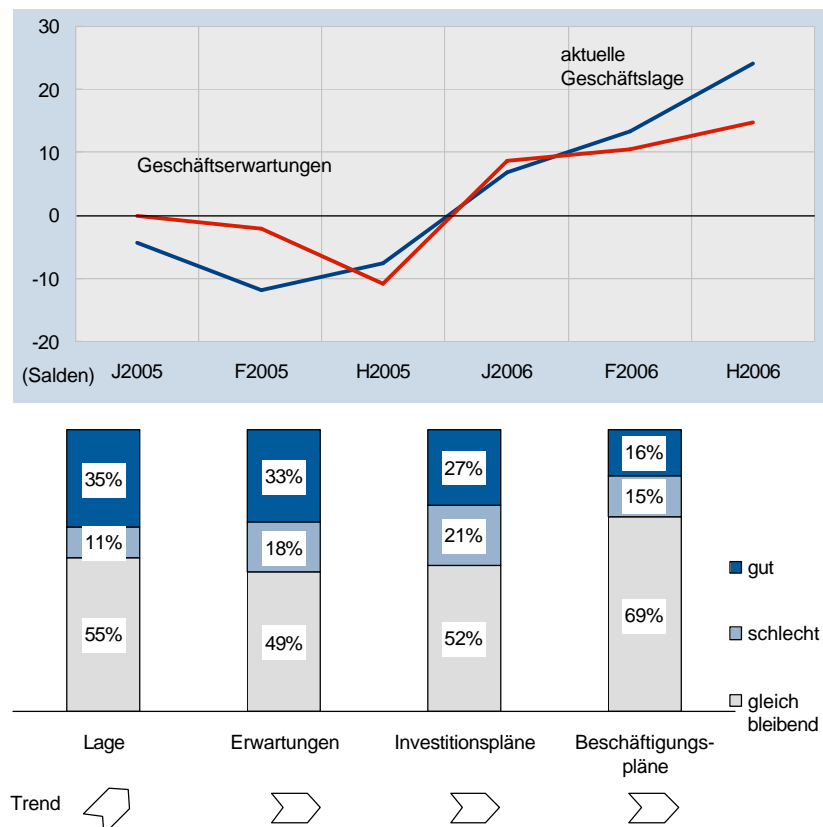 30
20
10
0
-10
-20
aktuelle
Geschäftslage
Geschäftserwartungen
(Salden) J2005 F2005 H2005 J2006 F2006 H2006
35% 33% 27% 16%
11% 18% 21% 15%
55% 49% 52% 69%
gut
schlecht
gleich
bleibend
Lage Erwartungen Investitionspläne Beschäftigungs-
pläne
Trend